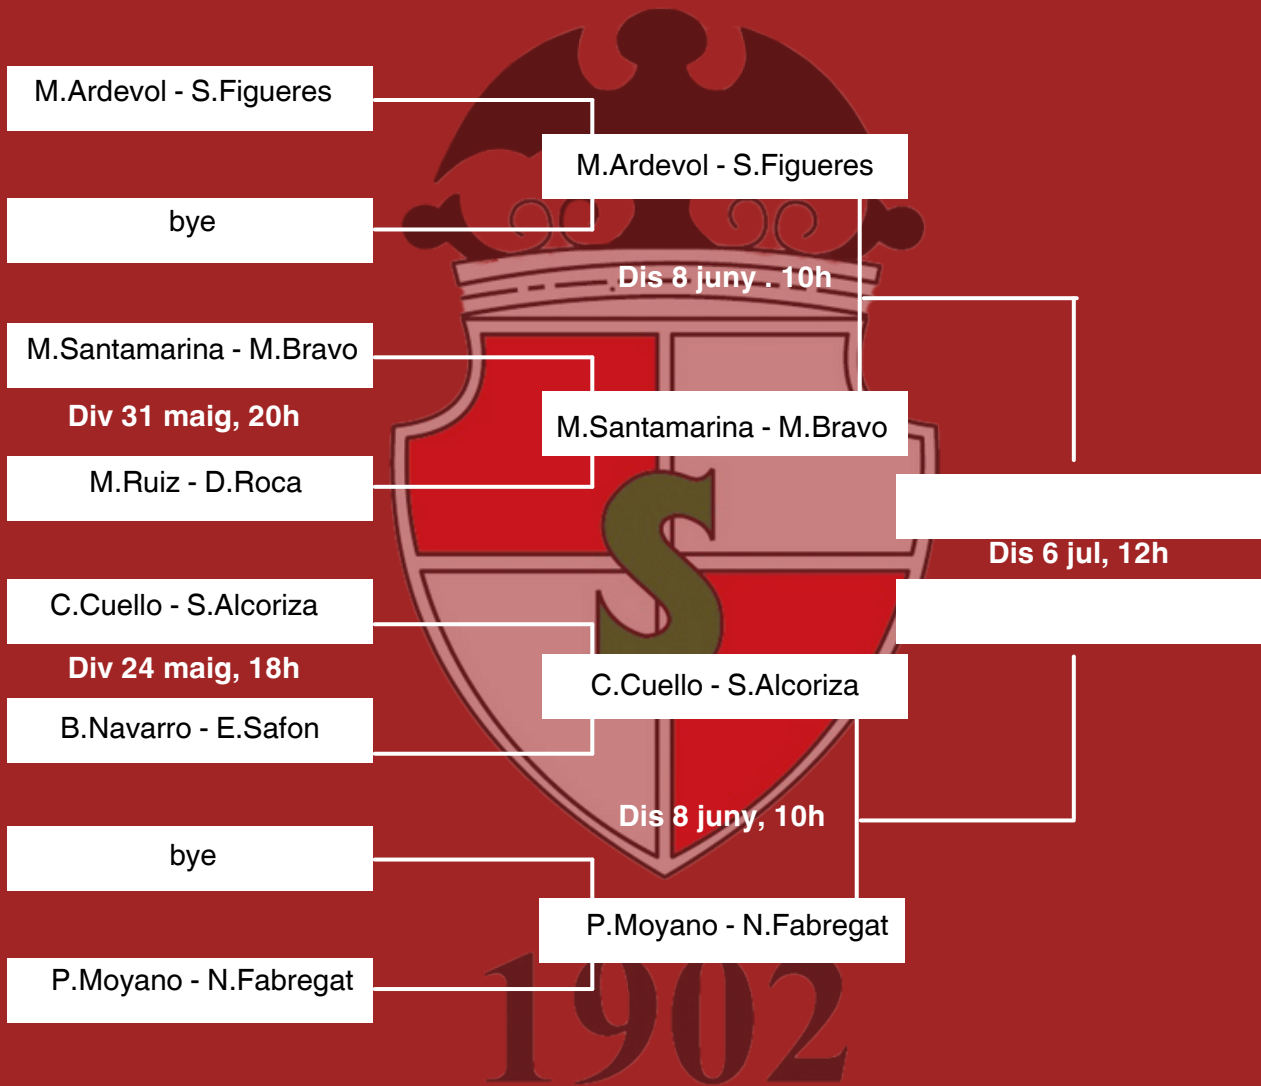 M.Ardevol - S.Figueres
M.Ardevol - S.Figueres
bye
Dis 8 juny . 10h
M.Santamarina - M.Bravo
Div 31 maig, 20h
M.Santamarina - M.Bravo
M.Ruiz - D.Roca
Dis 6 jul, 12h
C.Cuello - S.Alcoriza
Div 24 maig, 18h
C.Cuello - S.Alcoriza
B.Navarro - E.Safon
Dis 8 juny, 10h
bye
P.Moyano - N.Fabregat
P.Moyano - N.Fabregat
S
1902